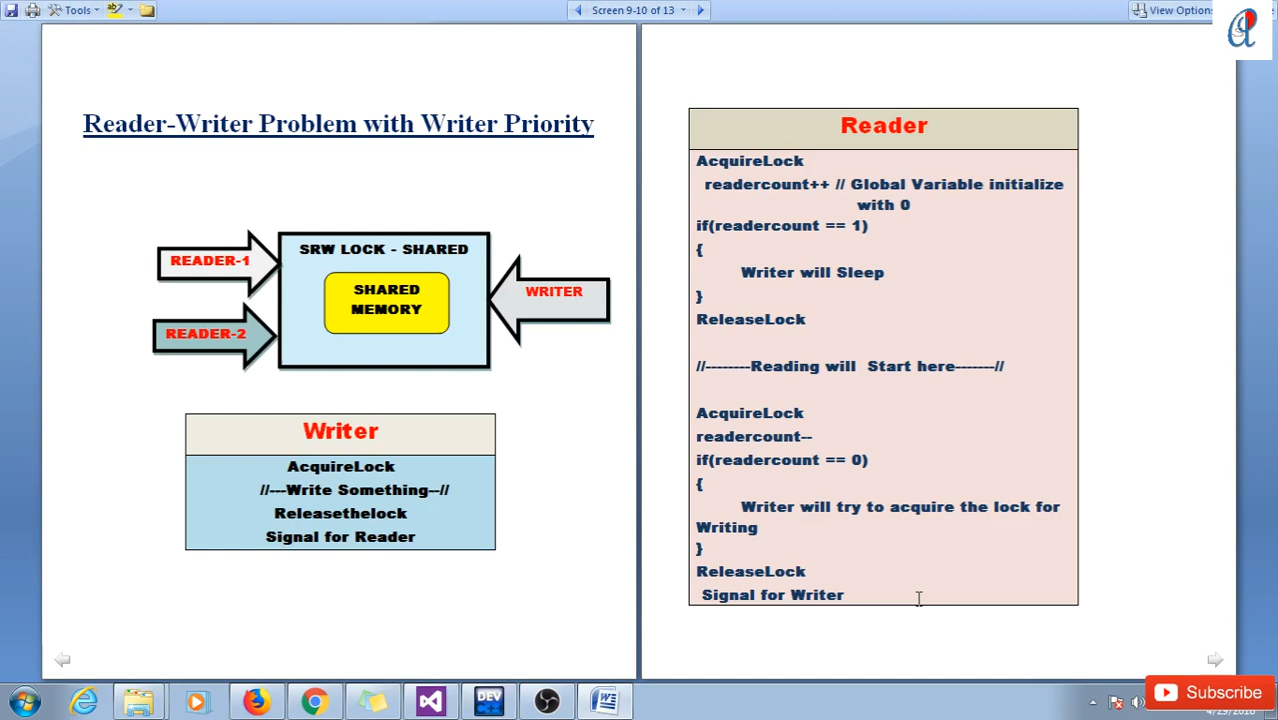 Tools
Screen 9-10 of 13
View Options
Reader-Writer Problem with Writer Priority
READER-1
READER-2
SRW LOCK - SHARED
SHARED
MEMORY
WRITER
Writer
AcquireLock
//---Write Something--//
Releasethelock
Signal for Reader
Reader
AcquireLock
readercount++ // Global Variable initialize
with 0
if(readercount == 1)
{
Writer will Sleep
}
ReleaseLock
//--------Reading will  Start here-------//
AcquireLock
readercount--
if(readercount == 0)
{
Writer will try to acquire the lock for
Writing
}
ReleaseLock
Signal for Writer
DEV
Subscribe